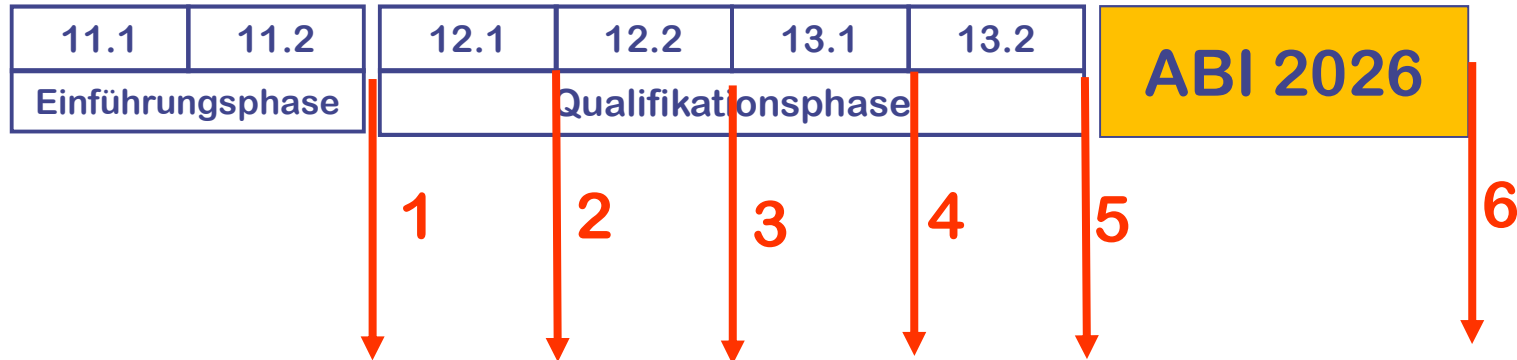 11.1 11.2 12.1 12.2 13.1 13.2
ABI 2026
Einführungsphase Qualifikationsphase
1 2 3 4 5 6